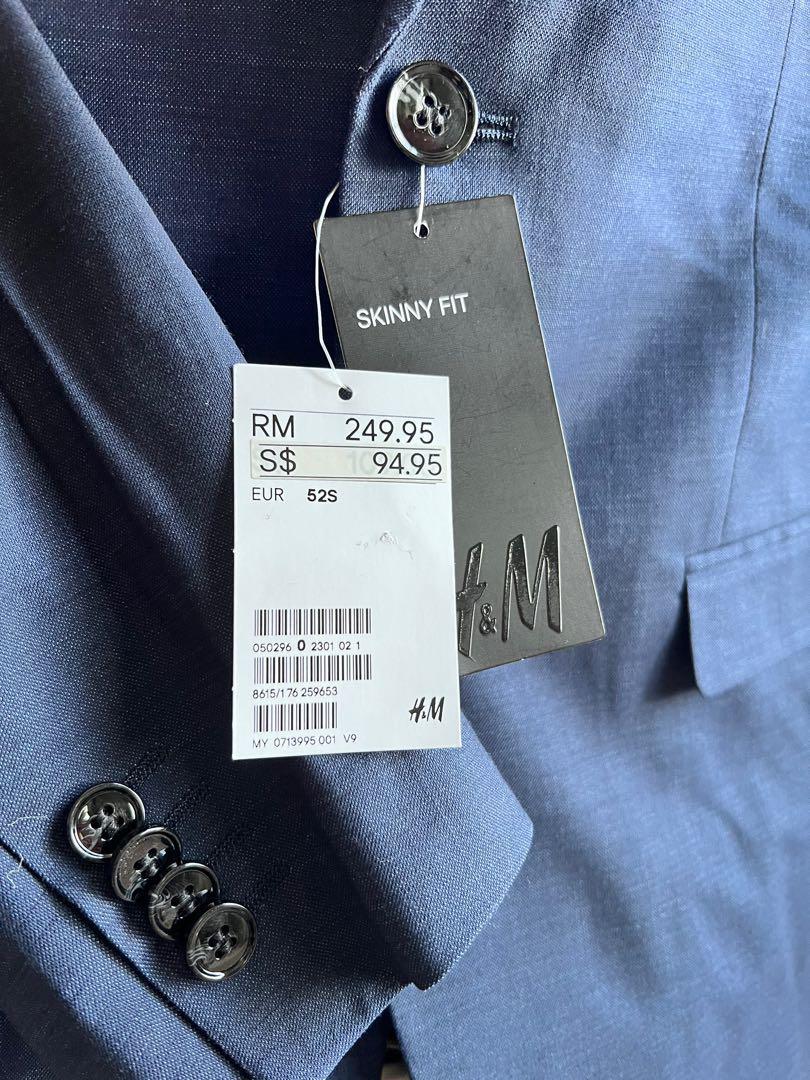 SKINNY FIT
H&M
RM 249.95
S$ 94.95
EUR 52S
050296 0 2301 02 1
8615/176 259653
H&M
MY 0713995 001 V9